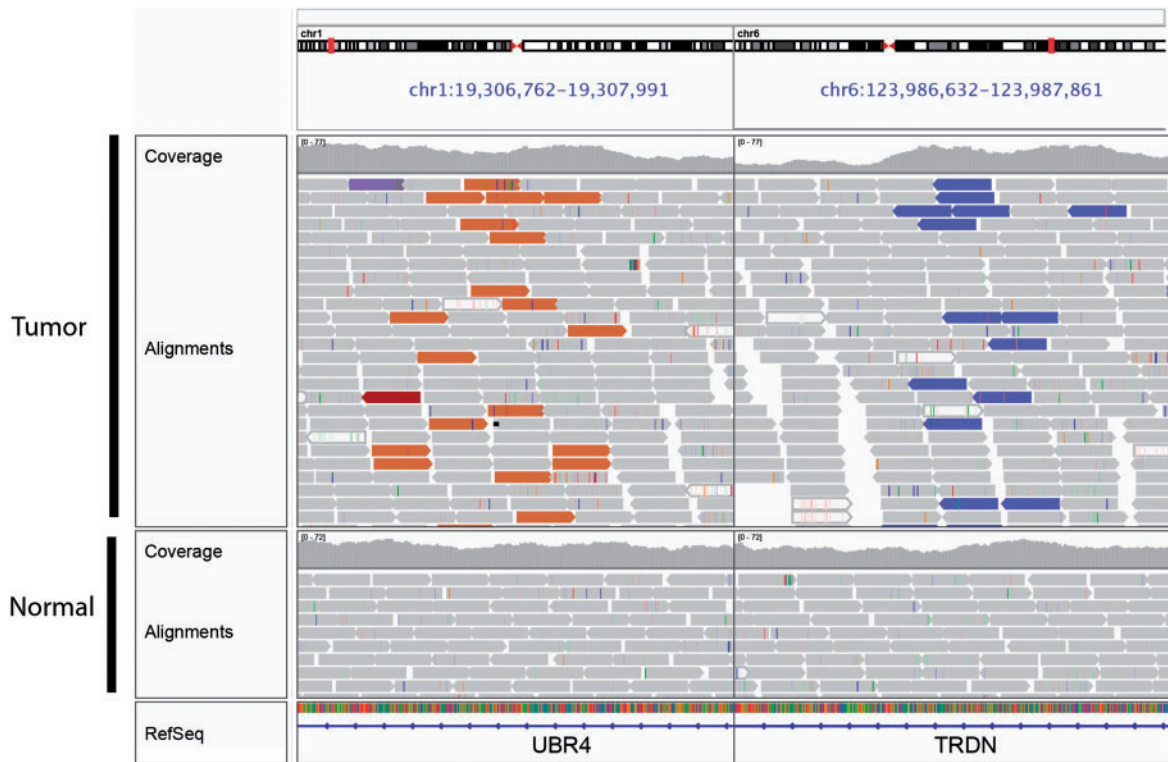 chr1
chr6
chr1:19,306,762-19,307,991
chr6:123,986,632-123,987,861
Tumor
Coverage
[0 - 77]
[0 - 77]
Alignments
Normal
Coverage
[0 - 72]
[0 - 72]
Alignments
RefSeq
UBR4
TRDN